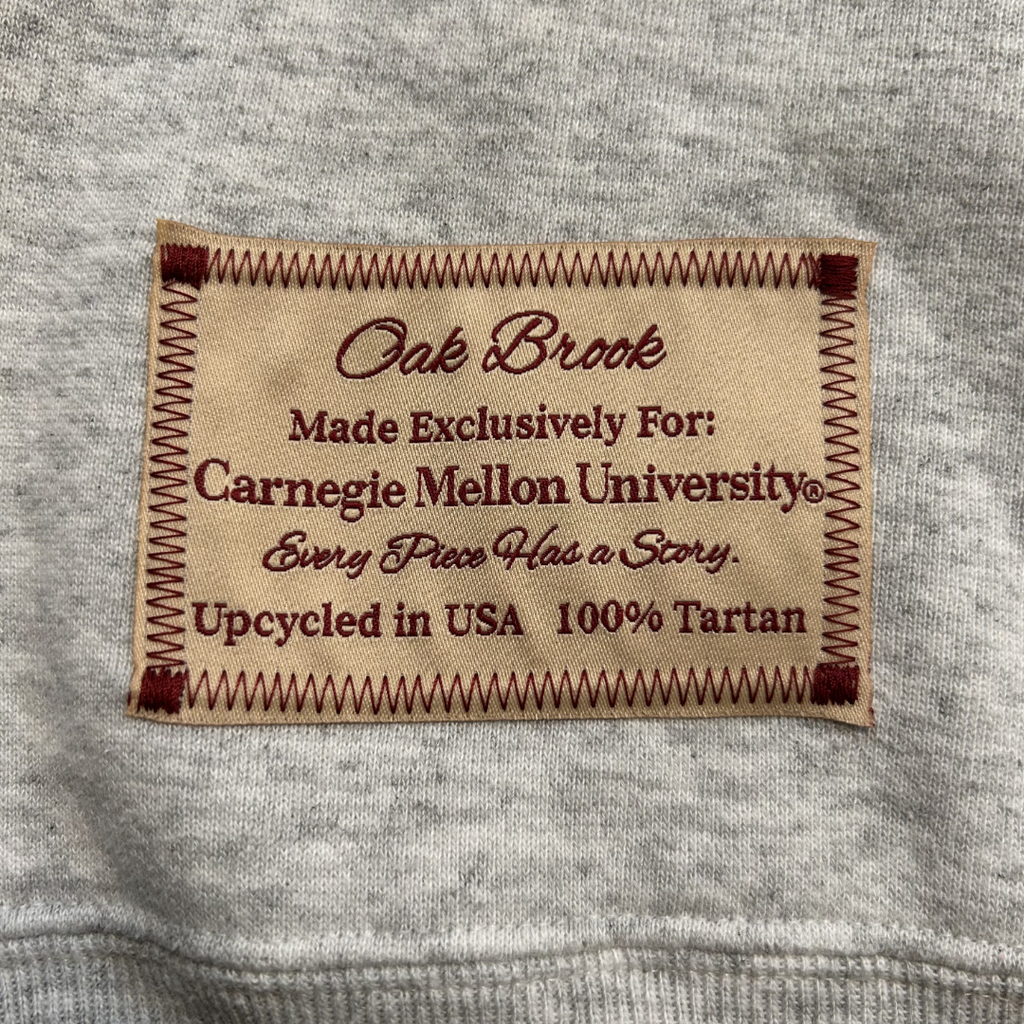 Oak Brook
Made Exclusively For:
Carnegie Mellon University®
Every Piece Has a Story.
Upcycled in USA 100% Tartan